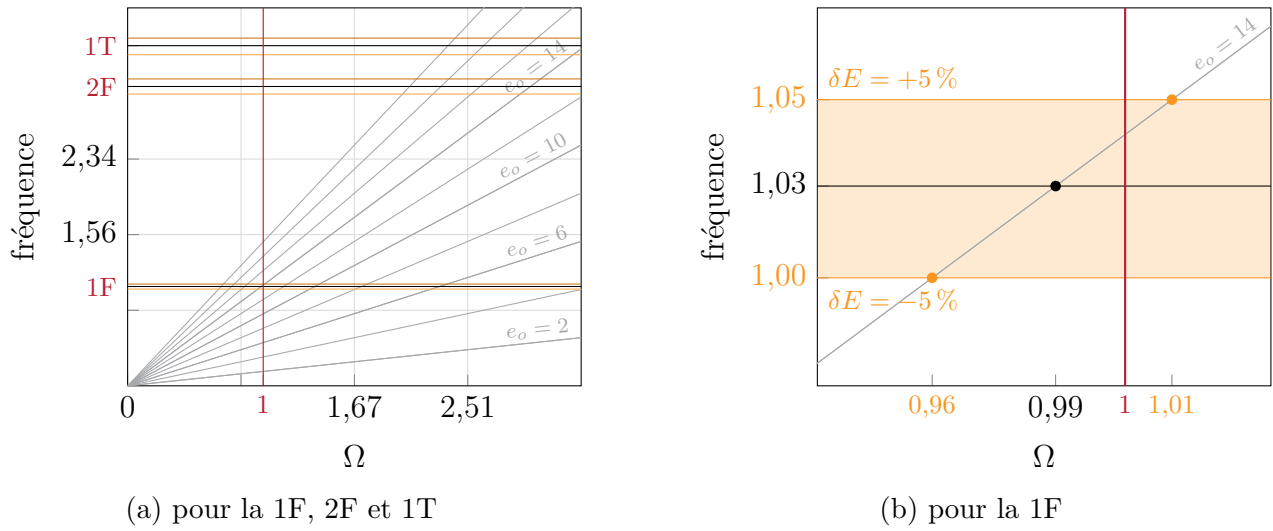 1T
2F
1F
fréquence
2,34
1,56
0
1
1,67
2,51
Ω
e_o = 14
e_o = 10
e_o = 6
e_o = 2
(a) pour la 1F, 2F et 1T
fréquence
1,05
1,03
1,00
δE = +5 %
δE = −5 %
e_o = 14
0,96
0,99
1
1,01
Ω
(b) pour la 1F